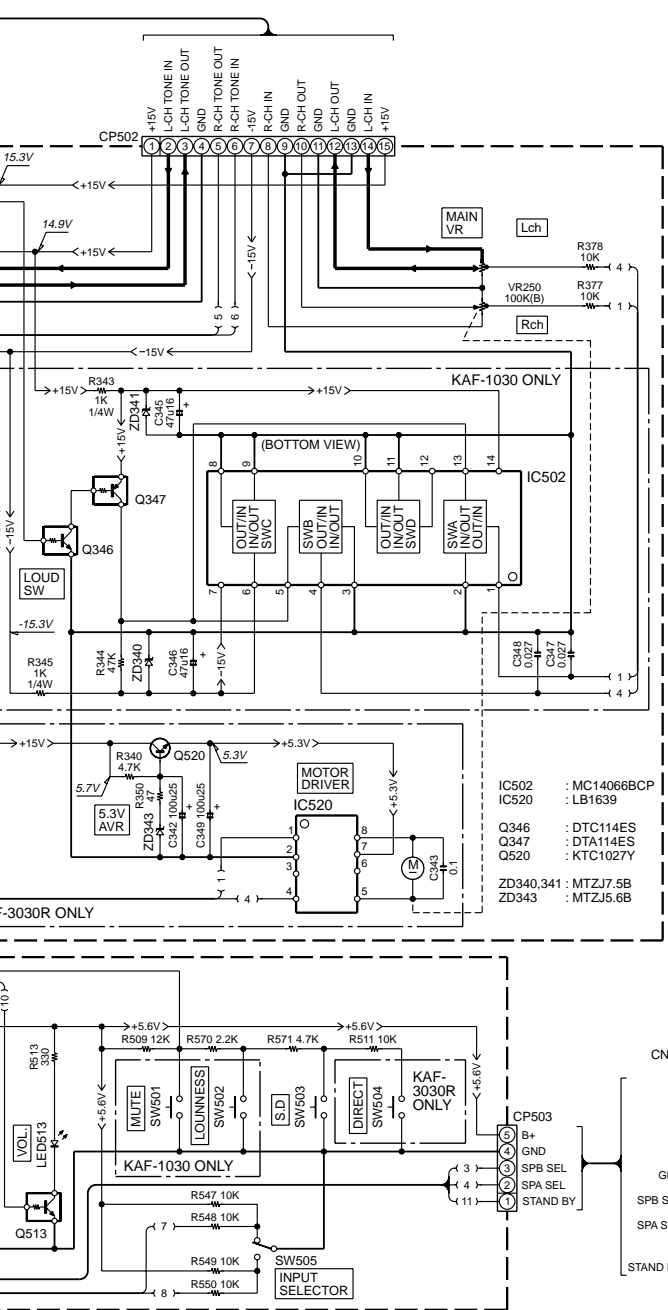 +15V
L-CH TONE IN
L-CH TONE OUT
GND
R-CH TONE OUT
R-CH TONE IN
-15V
R-CH IN
GND
R-CH OUT
GND
L-CH OUT
GND
L-CH IN
+15V
CP502
1 2 3 4 5 6 7 8 9 10 11 12 13 14 15
15.3V
+15V
14.9V
+15V
-15V
MAIN
VR
Lch
R378
10K
4
VR250
100K(B)
R377
10K
1
5
6
Rch
-15V
KAF-1030 ONLY
+15V
R343
1K
1/4W
ZD341
C345
47u16
+
+15V
+15V
(BOTTOM VIEW)
8
9
10
11
12
13
14
IC502
Q347
OUT/IN
IN/OUT
SWC
SWB
OUT/IN
IN/OUT
OUT/IN
IN/OUT
SWD
SWA
IN/OUT
OUT/IN
Q346
-15V
LOUD
SW
7
6
5
4
3
2
1
-15.3V
R345
1K
1/4W
R344
47K
ZD340
C346
47u16
+
-15V
C348
0.027
C347
0.027
1
4
+15V
Q520
5.3V
+5.3V
R340
4.7K
5.7V
R350
47
5.3V
AVR
ZD343
C342 100u25
+
C349 100u25
+
MOTOR
DRIVER
IC520
+5.3V
1
2
3
4
8
7
6
5
M
C343
0.1
1
4
F-3030R ONLY
IC502 : MC14066BCP
IC520 : LB1639
Q346 : DTC114ES
Q347 : DTA114ES
Q520 : KTC1027Y
ZD340,341 : MTZJ7.5B
ZD343 : MTZJ5.6B
10
+5.6V
+5.6V
R513
330
R509 12K
R570 2.2K
R571 4.7K
R511 10K
+5.6V
+5.6V
MUTE
SW501
LOUNNESS
SW502
S.D
SW503
DIRECT
SW504
KAF-
3030R
ONLY
VOL.
LED513
KAF-1030 ONLY
CP503
5 B+
4 GND
3 3 SPB SEL
4 2 SPA SEL
11 1 STAND BY
Q513
R547 10K
R548 10K
7
R549 10K
R550 10K
8
SW505
INPUT
SELECTOR
CN
SPB S
SPA S
STAND